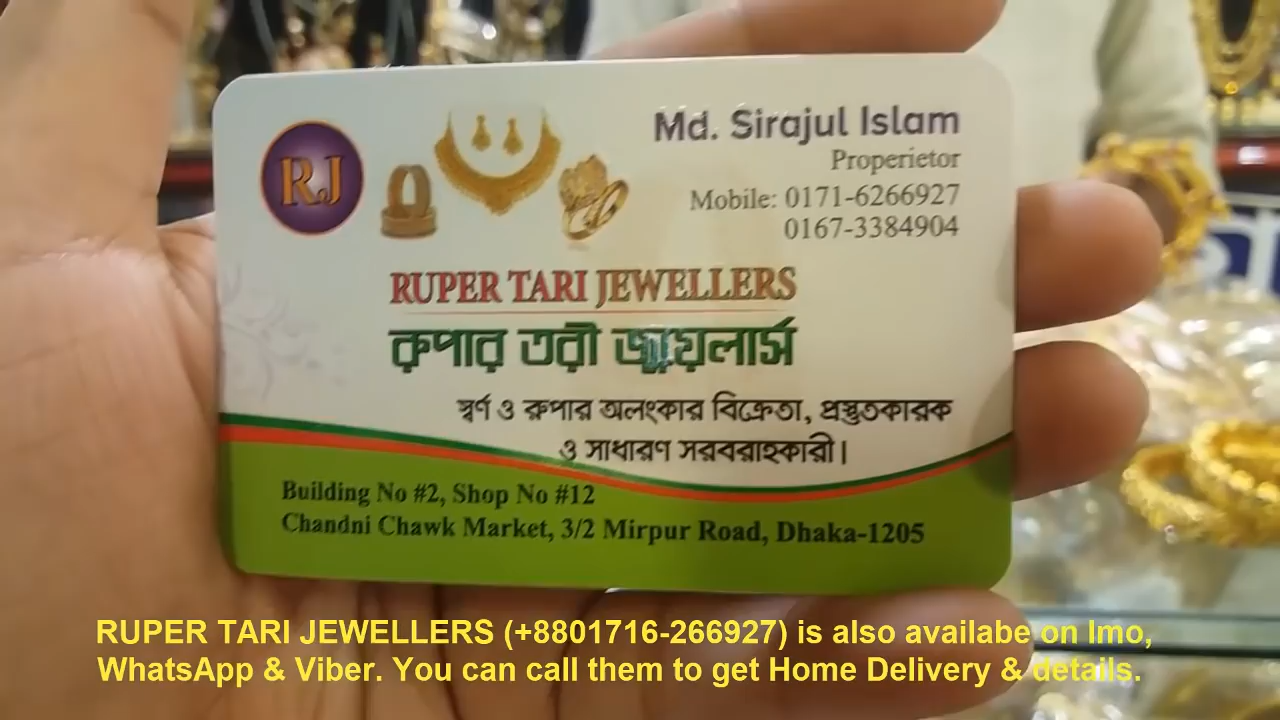 RJ
Md. Sirajul Islam
Properietor
Mobile: 0171-6266927
0167-3384904
RUPER TARI JEWELLERS
রুপার তরী জুয়েলার্স
স্বর্ণ ও রুপার অলংকার বিক্রেতা, প্রস্তুতকারক
ও সাধারণ সরবরাহকারী।
Building No #2, Shop No #12
Chandni Chawk Market, 3/2 Mirpur Road, Dhaka-1205
RUPER TARI JEWELLERS (+8801716-266927) is also availabe on Imo,
WhatsApp & Viber. You can call them to get Home Delivery & details.